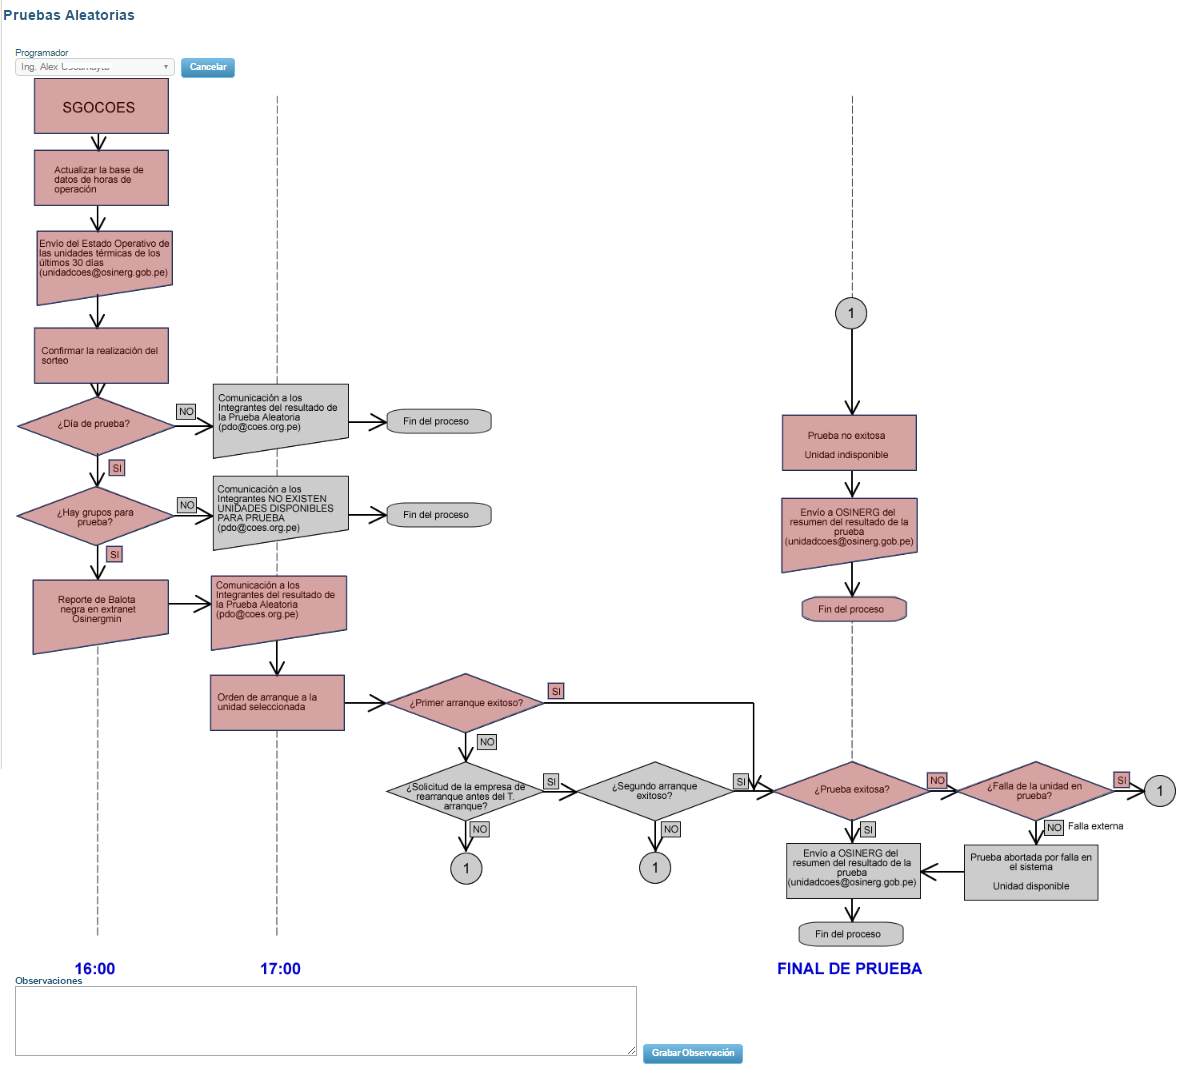 Pruebas Aleatorias
Programador
Ing. Alex
Cancelar
SGOCOES
Actualizar la base de
datos de horas de
operación
Envío del Estado Operativo de
las unidades térmicas de los
últimos 30 días
(unidadcoes@osinerg.gob.pe)
Confirmar la realización del
sorteo
¿Día de prueba?
NO
SI
Comunicación a los
Integrantes del resultado de
la Prueba Aleatoria
(pdo@coes.org.pe)
Fin del proceso
¿Hay grupos para
prueba?
NO
SI
Comunicación a los
Integrantes NO EXISTEN
UNIDADES DISPONIBLES
PARA PRUEBA
(pdo@coes.org.pe)
Fin del proceso
Reporte de Balota
negra en extranet
Osinergmin
Comunicación a los
Integrantes del resultado de
la Prueba Aleatoria
(pdo@coes.org.pe)
Orden de arranque a la
unidad seleccionada
¿Primer arranque exitoso?
SI
NO
¿Solicitud de la empresa de
rearranque antes del T.
arranque?
SI
NO
1
¿Segundo arranque
exitoso?
SI
NO
1
1
Prueba no exitosa
Unidad indisponible
Envío a OSINERG del
resumen del resultado de la
prueba
(unidadcoes@osinerg.gob.pe)
Fin del proceso
¿Prueba exitosa?
NO
SI
¿Falla de la unidad en
prueba?
SI
1
NO
Falla externa
Envío a OSINERG del
resumen del resultado de la
prueba
(unidadcoes@osinerg.gob.pe)
Prueba abortada por falla en
el sistema
Unidad disponible
Fin del proceso
16:00
17:00
FINAL DE PRUEBA
Observaciones
Grabar Observación